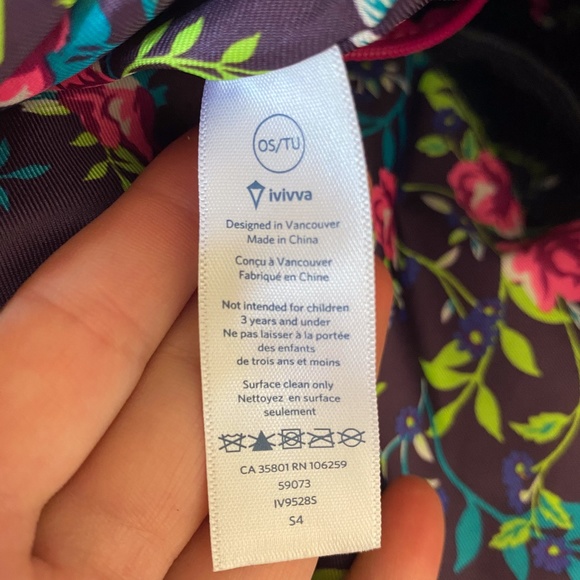 OS/TU
ivivva
Designed in Vancouver
Made in China
Conçu à Vancouver
Fabriqué en Chine
Not intended for children
3 years and under
Ne pas laisser à la portée
des enfants
de trois ans et moins
Surface clean only
Nettoyez en surface
seulement
CA 35801 RN 106259
59073
IV9528S
S4